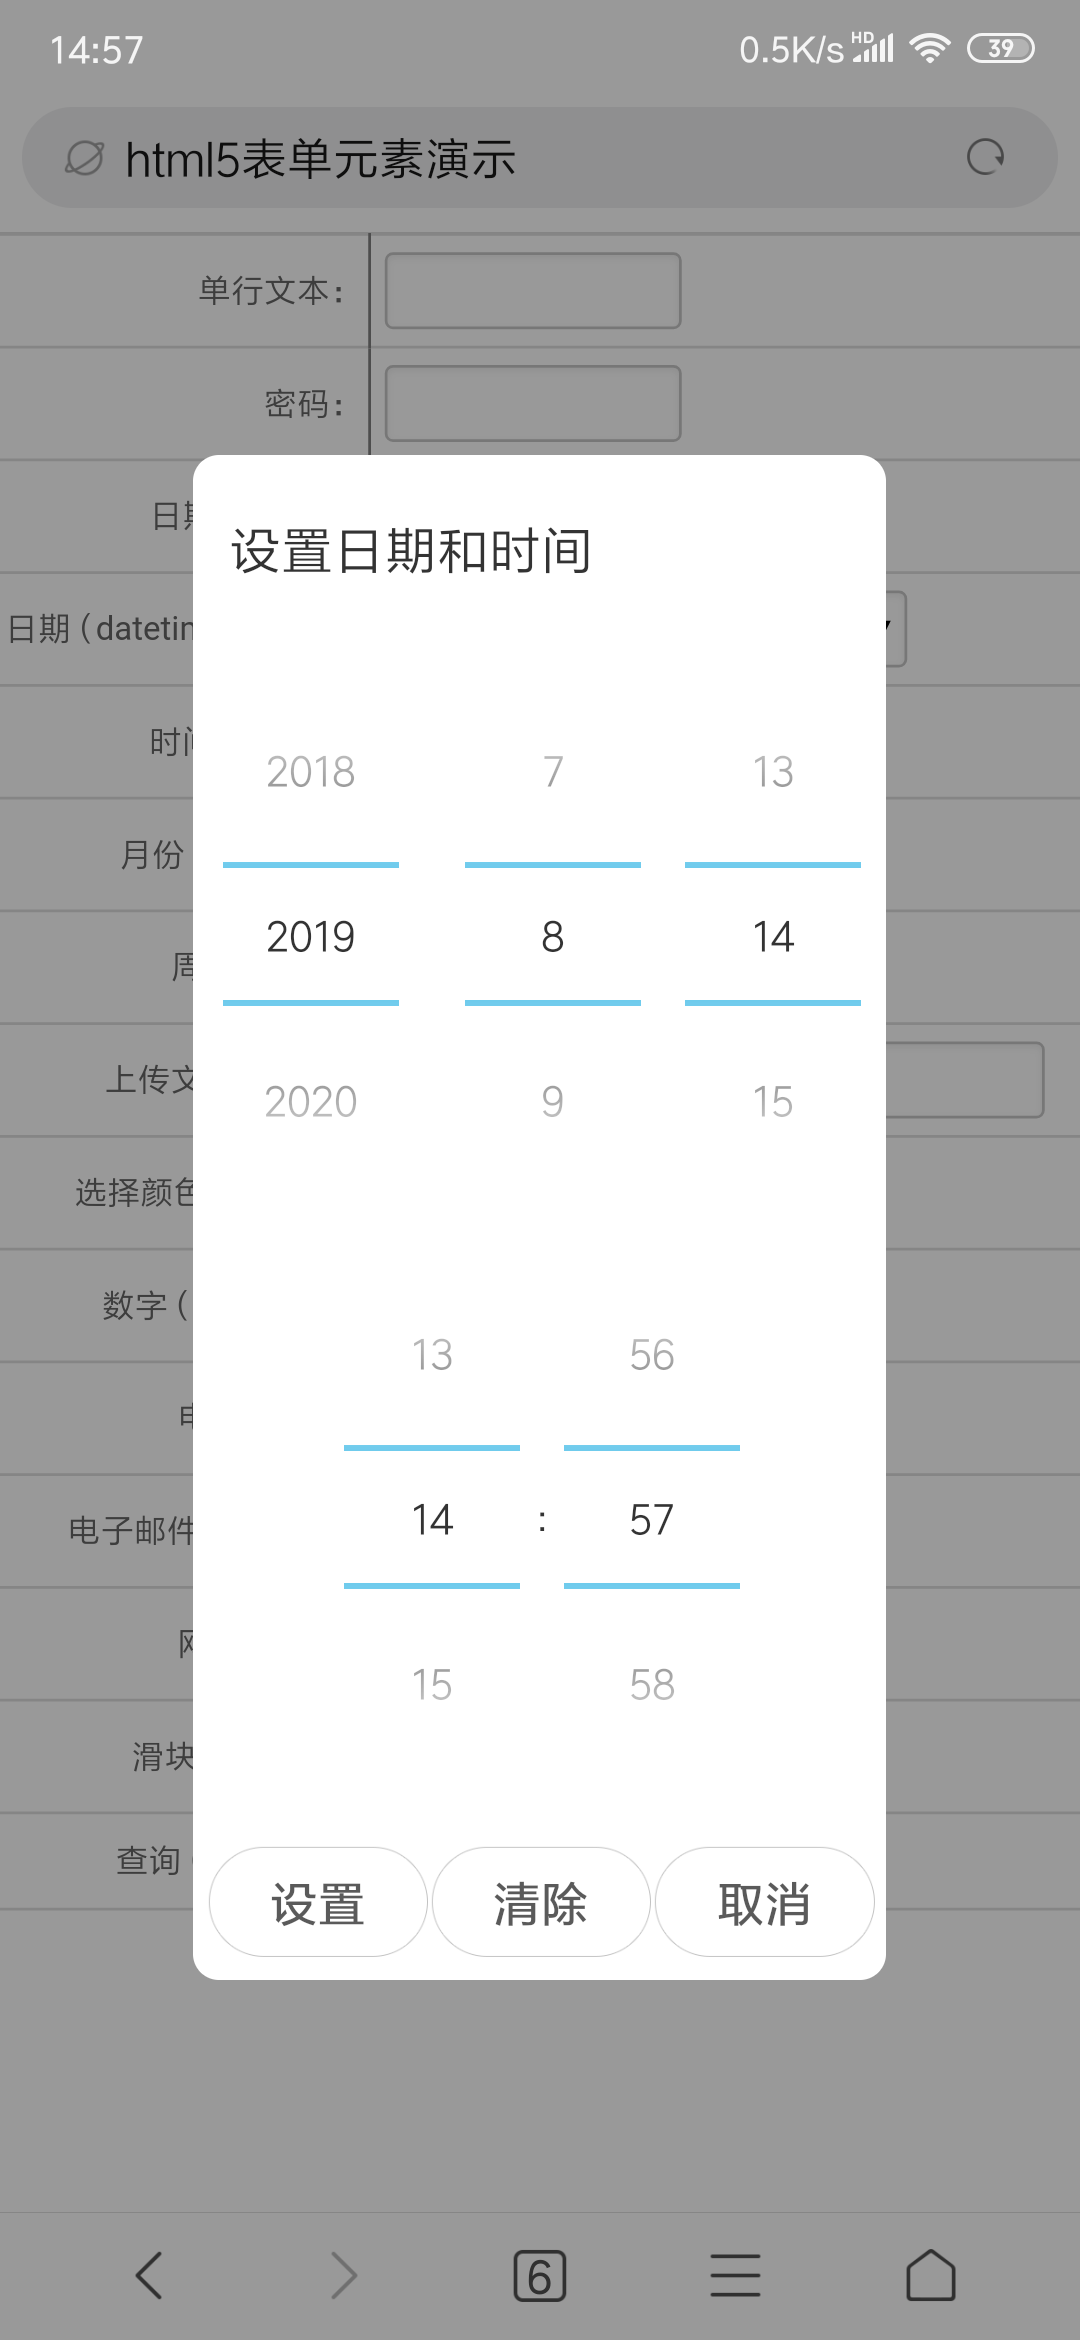 14:57
0.5K/s HD 39
html5表单元素演示
单行文本：
密码：
日期
设置日期和时间
日期（datetim
时间
2018 7 13
月份
2019 8 14
周
上传文
2020 9 15
选择颜色
数字（
13 56
14 : 57
电子邮件
15 58
滑块
查询
设置 清除 取消
6